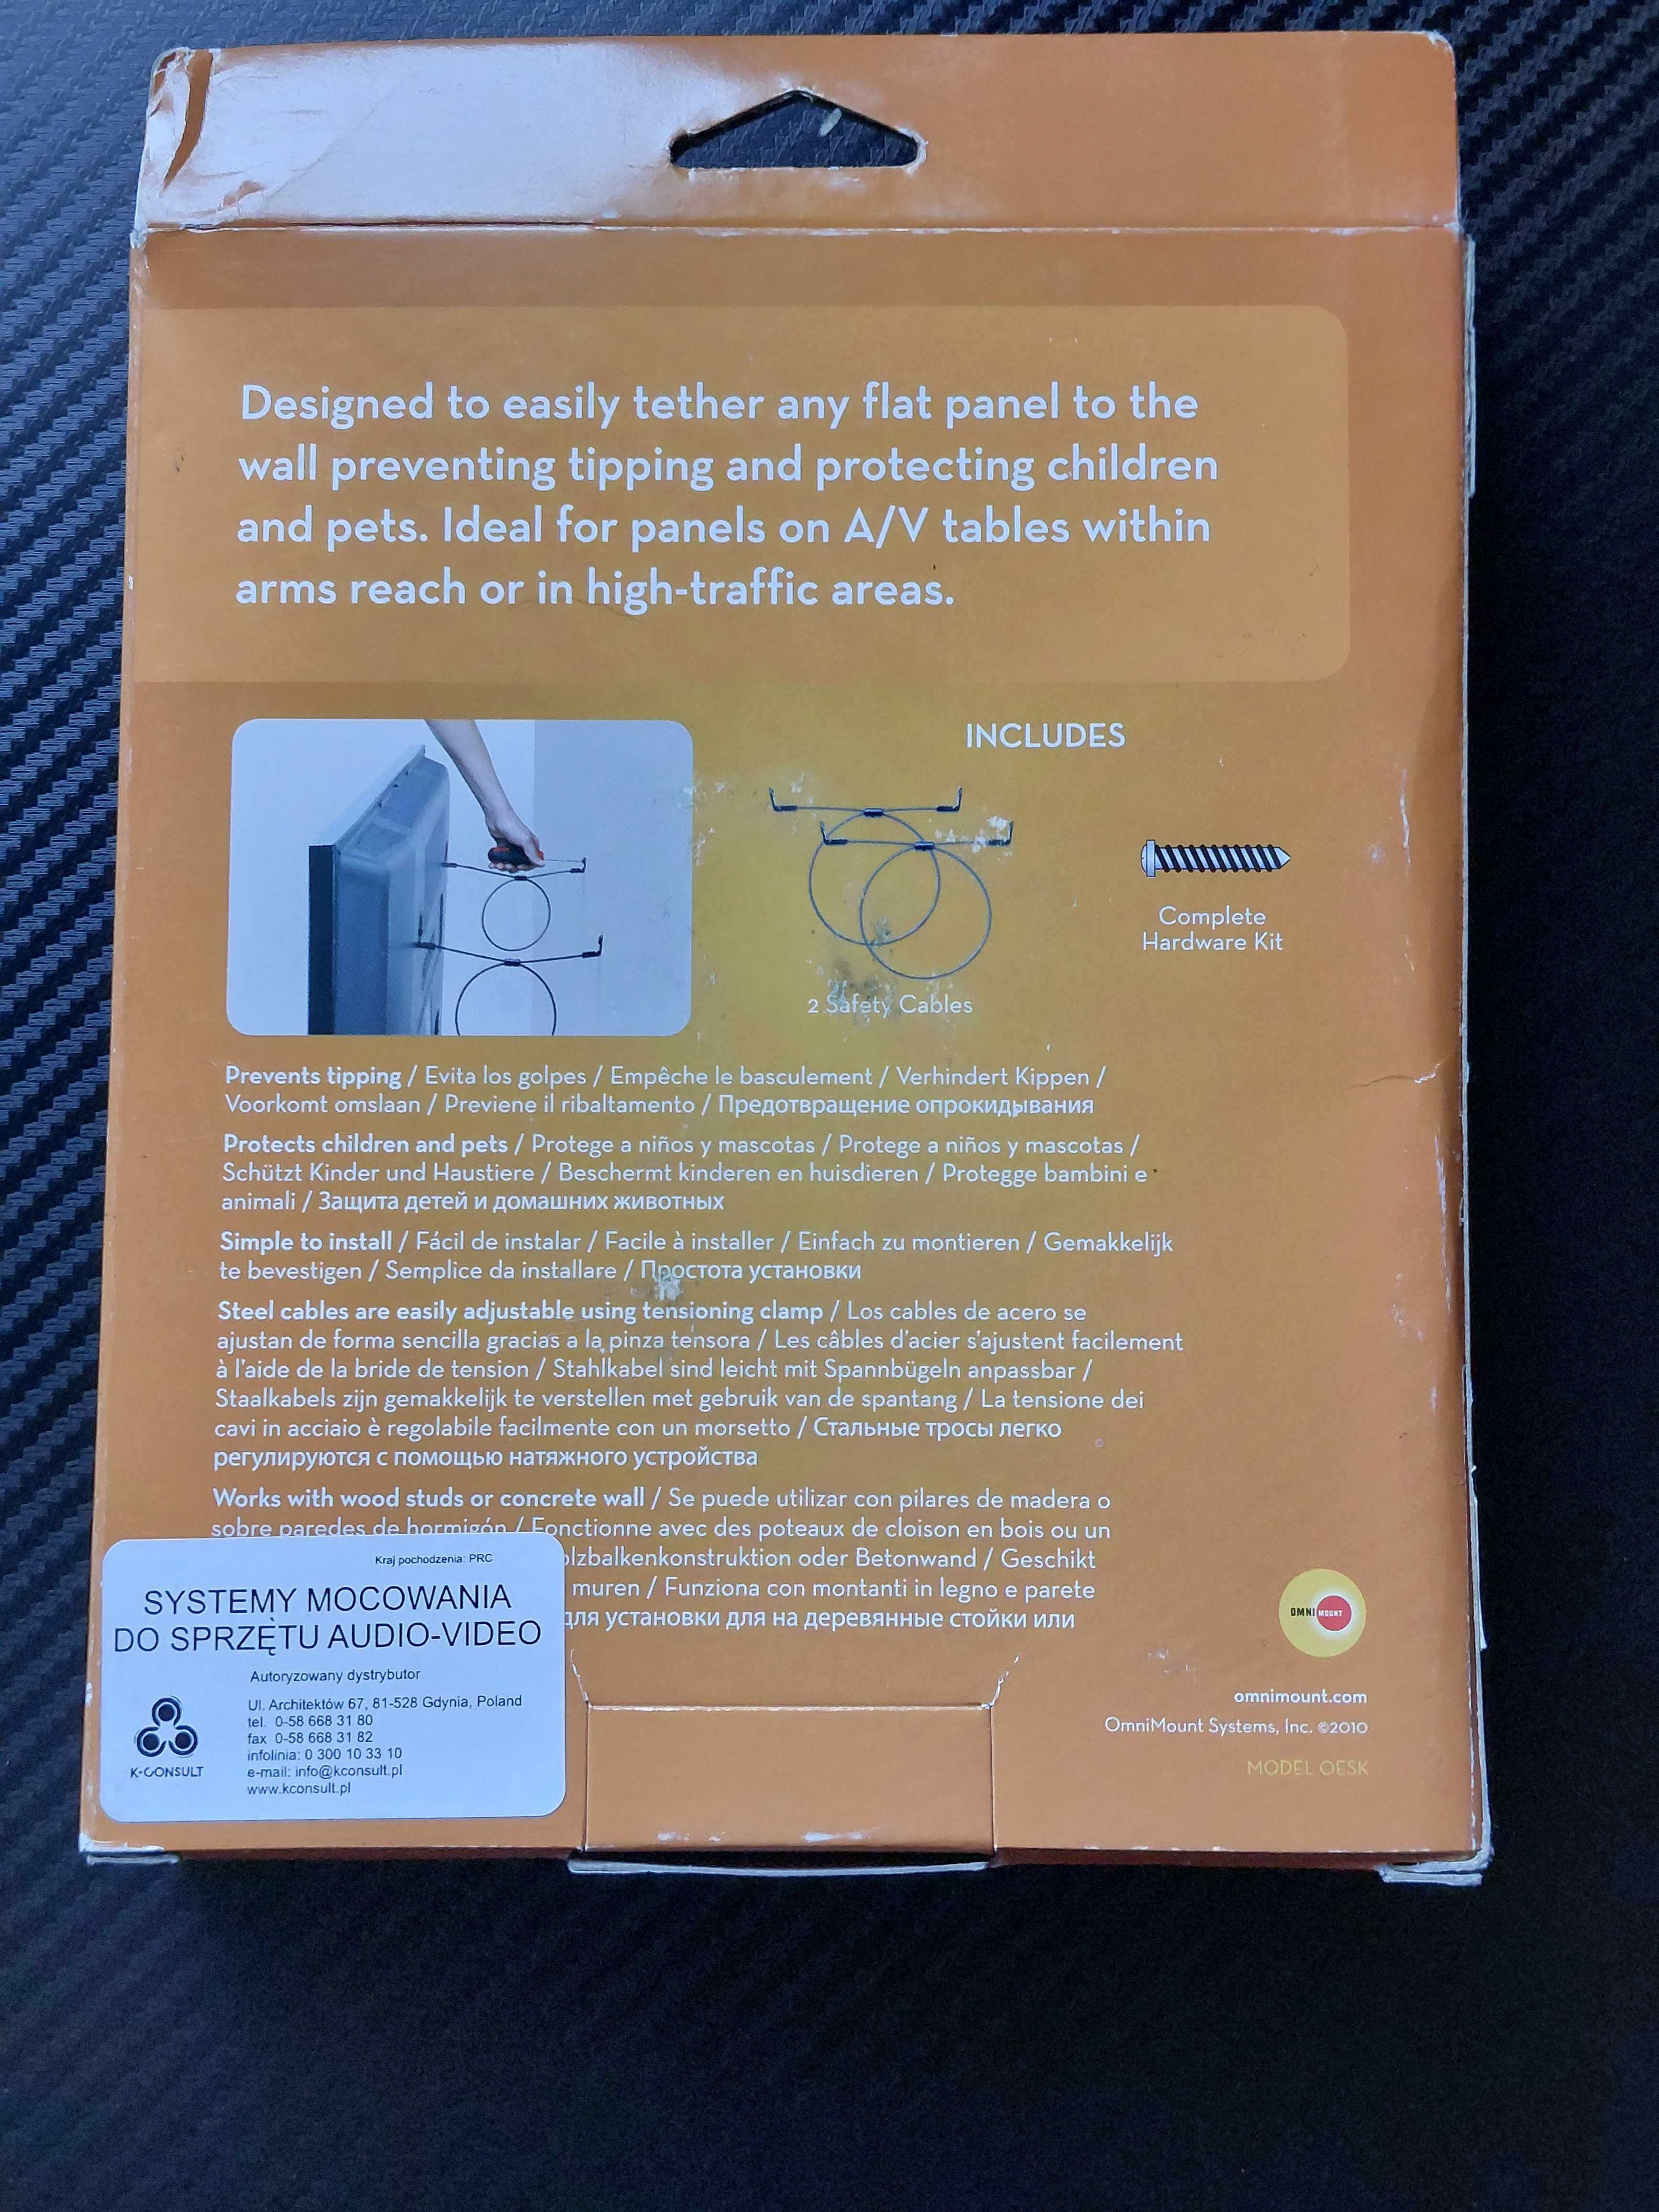 Designed to easily tether any flat panel to the
wall preventing tipping and protecting children
and pets. Ideal for panels on A/V tables within
arms reach or in high-traffic areas.
INCLUDES
2 Safety Cables
Complete
Hardware Kit
Prevents tipping / Evita los golpes / Empêche le basculement / Verhindert Kippen /
Voorkomt omslaan / Previene il ribaltamento / Предотвращение опрокидывания
Protects children and pets / Protege a niños y mascotas / Protege a niños y mascotas /
Schützt Kinder und Haustiere / Beschermt kinderen en huisdieren / Protegge bambini e
animali / Защита детей и домашних животных
Simple to install / Fácil de instalar / Facile à installer / Einfach zu montieren / Gemakkelijk
te bevestigen / Semplice da installare / Простота установки
Steel cables are easily adjustable using tensioning clamp / Los cables de acero se
ajustan de forma sencilla gracias a la pinza tensora / Les câbles d'acier s'ajustent facilement
à l'aide de la bride de tension / Stahlkabel sind leicht mit Spannbügeln anpassbar /
Staalkabels zijn gemakkelijk te verstellen met gebruik van de spantang / La tensione dei
cavi in acciaio è regolabile facilmente con un morsetto / Стальные тросы легко
регулируются с помощью натяжного устройства
Works with wood studs or concrete wall / Se puede utilizar con pilares de madera o
sobre paredes de hormigón / Fonctionne avec des poteaux de cloison en bois ou un
olzbalkenkonstruktion oder Betonwand / Geschikt
muren / Funziona con montanti in legno e parete
для установки для на деревянные стойки или
Kraj pochodzenia: PRC
SYSTEMY MOCOWANIA
DO SPRZĘTU AUDIO-VIDEO
Autoryzowany dystrybutor
Ul. Architektów 67, 81-528 Gdynia, Poland
tel. 0-58 668 31 80
fax 0-58 668 31 82
infolinia: 0 300 10 33 10
e-mail: info@kconsult.pl
www.kconsult.pl
K-CONSULT
OMNIMOUNT
omnimount.com
OmniMount Systems, Inc. ©2010
MODEL OESK